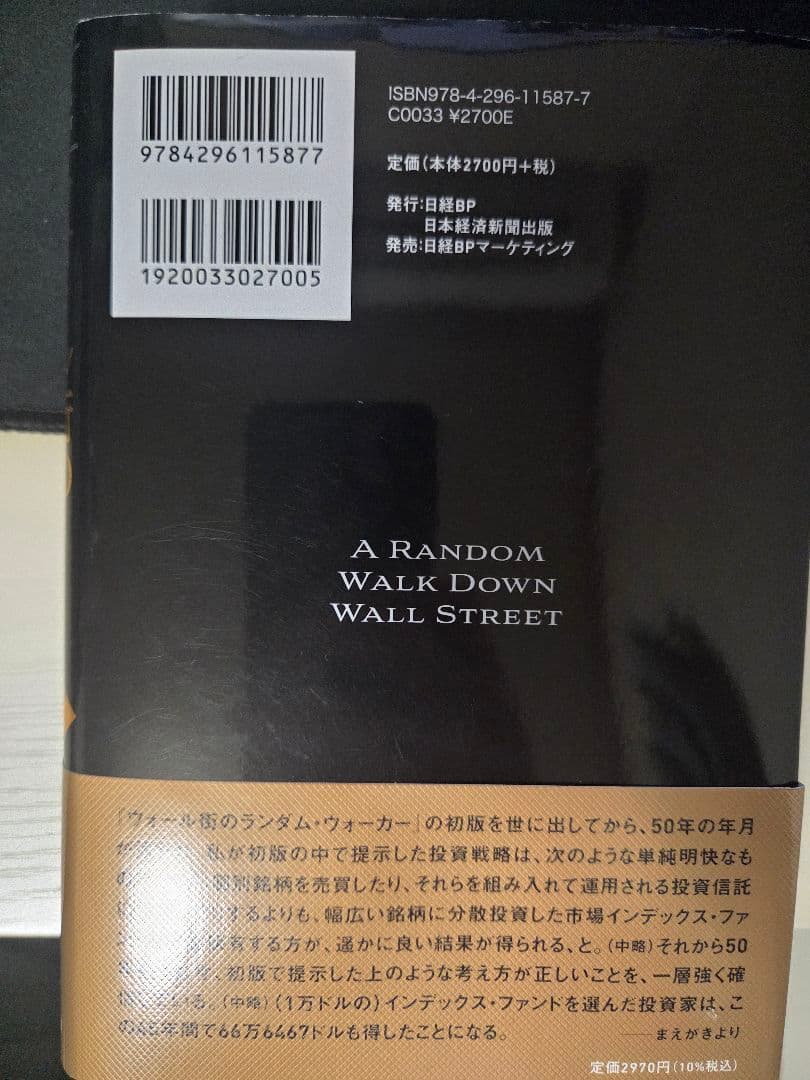 9784296115877
1920033027005
ISBN978-4-296-11587-7
C0033 ¥2700E
定価(本体2700円+税)
発行:日経BP
日本経済新聞出版
発売:日経BPマーケティング
A RANDOM
WALK DOWN
WALL STREET
『ウォール街のランダム・ウォーカー』の初版を世に出してから、50年の年月
が 私が初版の中で提示した投資戦略は、次のような単純明快なも
の 個別銘柄を売買したり、それらを組み入れて運用される投資信託
するよりも、幅広い銘柄に分散投資した市場インデックス・ファ
する方が、遥かに良い結果が得られる、と。(中略)それから50
年 初版で提示した上のような考え方が正しいことを、一層強く確
いる。(中略)(1万ドルの)インデックス・ファンドを選んだ投資家は、こ
の45年間で66万6467ドルも得したことになる。 ――まえがきより
定価2970円(10%税込)